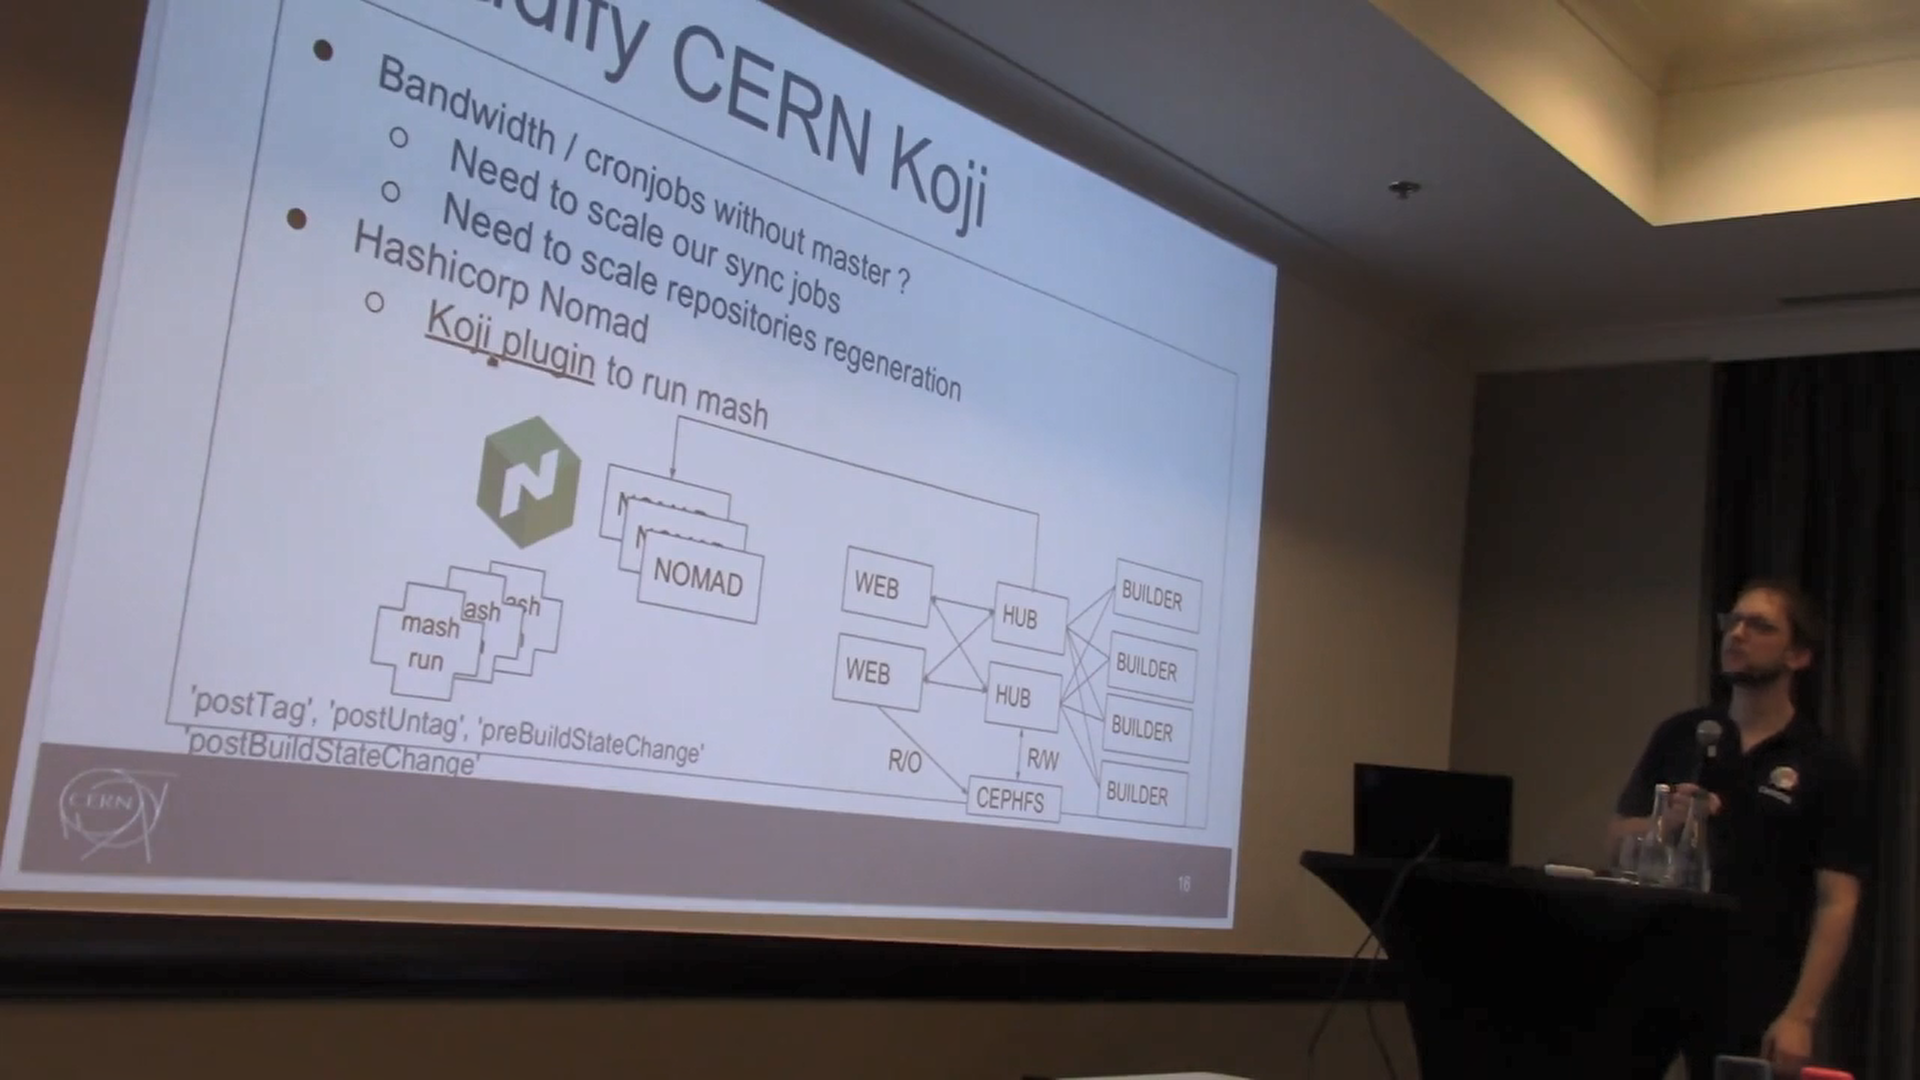 CERN Koji
Bandwidth / cronjobs without master ?
Need to scale our sync jobs
Need to scale repositories regeneration
Hashicorp Nomad
Koji plugin to run mash
NOMAD
mash
run
ash
ash
WEB
WEB
HUB
HUB
BUILDER
BUILDER
BUILDER
BUILDER
R/O
R/W
CEPHFS
'postTag', 'postUntag', 'preBuildStateChange'
'postBuildStateChange'
CERN
16